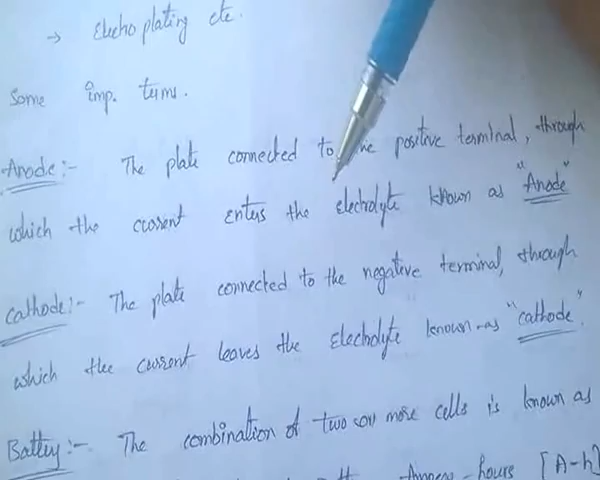 → Electroplating etc.
Some imp. terms.
Anode:- The plate connected to the positive terminal, through
which the current enters the electrolyte known as "Anode"
Cathode:- The plate connected to the negative terminal, through
which the current leaves the Electrolyte known as "cathode".
Battery:- The combination of two (or) more cells is known as
Ampere-hours [A-h]